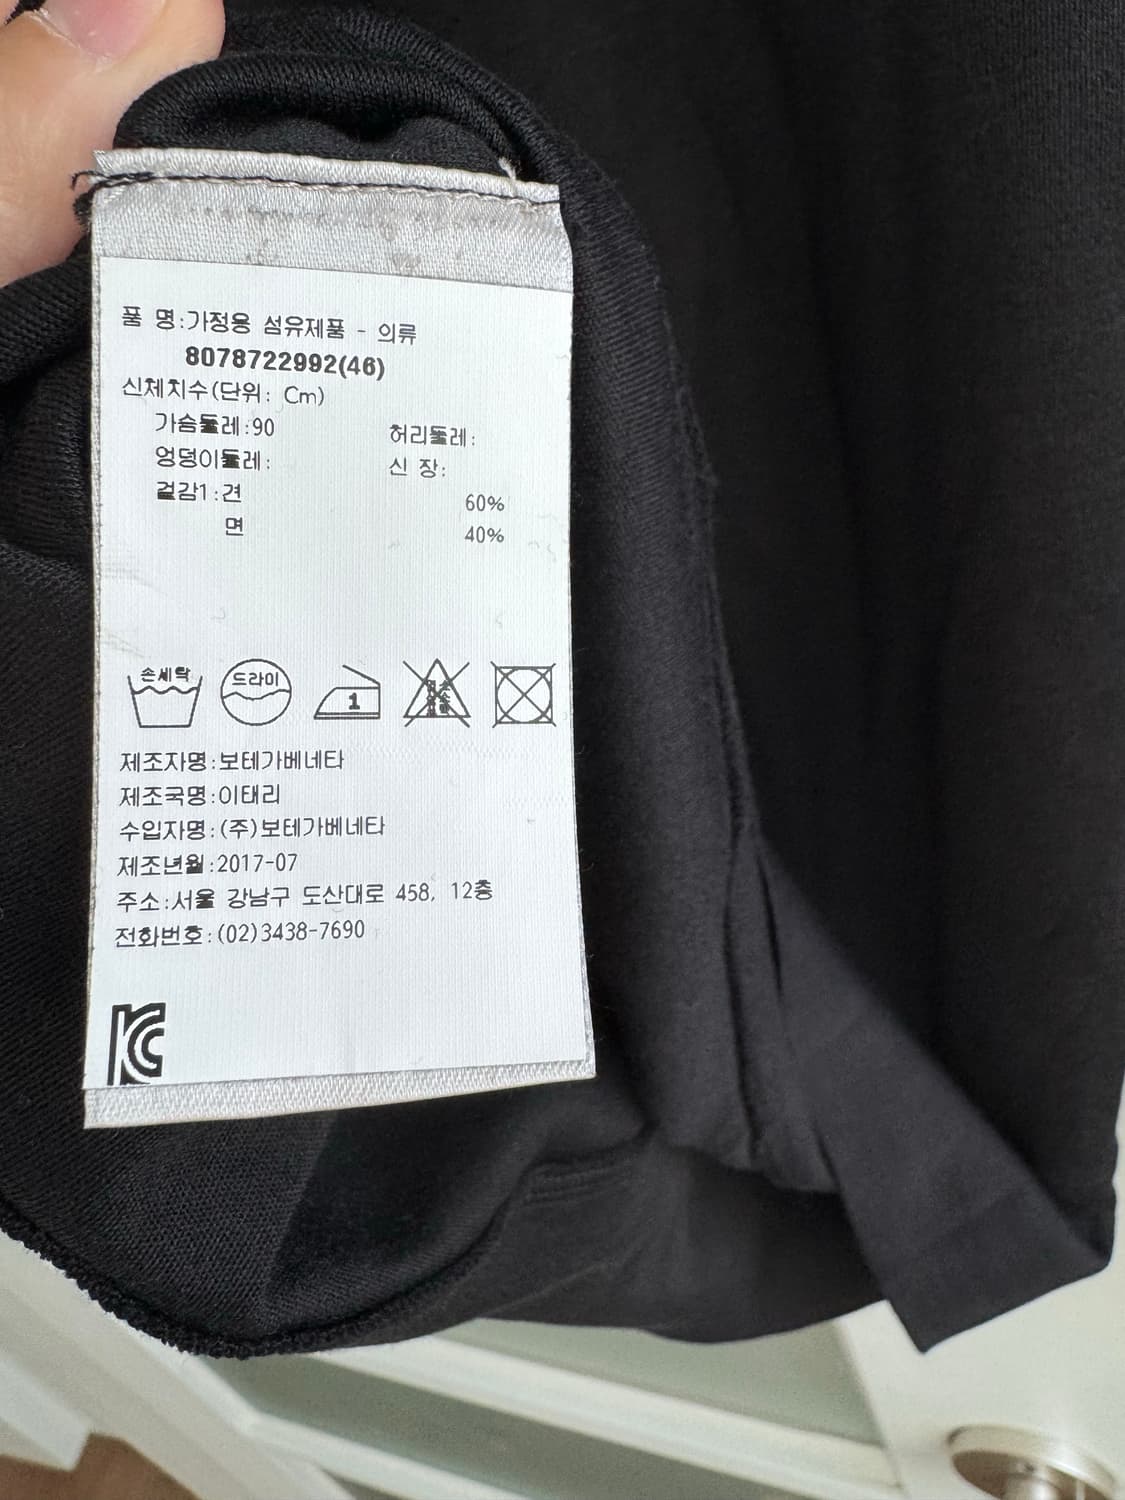 품 명:가정용 섬유제품 - 의류
8078722992(46)
신체치수(단위: Cm)
가슴둘레:90 허리둘레:
엉덩이둘레: 신 장:
겉감1:견 60%
면 40%
손세탁 드라이 1
제조자명:보테가베네타
제조국명:이태리
수입자명:(주)보테가베네타
제조년월:2017-07
주소:서울 강남구 도산대로 458, 12층
전화번호:(02)3438-7690
KC